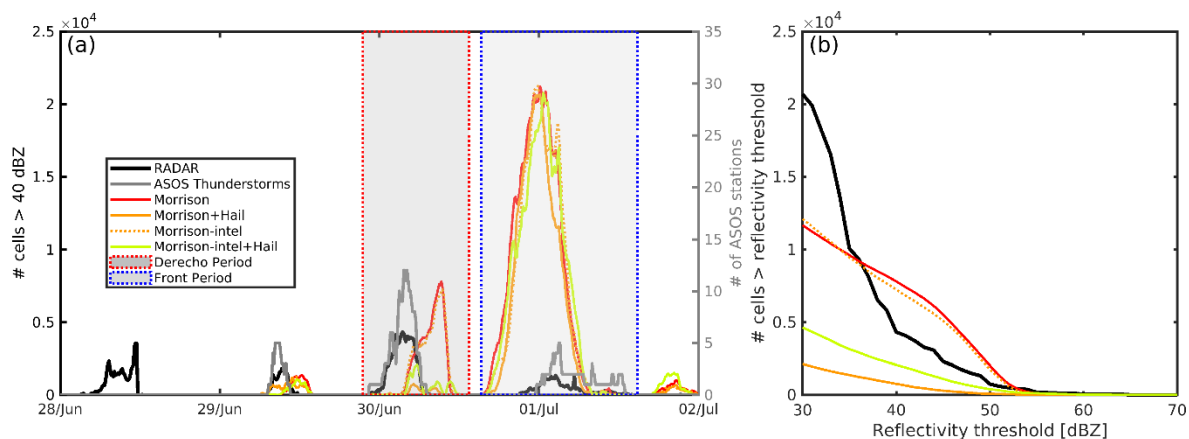 ×10⁴
(a)
2.5
2
1.5
1
0.5
0
# cells > 40 dBZ
RADAR
ASOS Thunderstorms
Morrison
Morrison+Hail
Morrison-intel
Morrison-intel+Hail
Derecho Period
Front Period
28/Jun 29/Jun 30/Jun 01/Jul 02/Jul
35
30
25
20
15
10
5
0
# of ASOS stations
×10⁴
(b)
2.5
2
1.5
1
0.5
0
# cells > reflectivity threshold
30 40 50 60 70
Reflectivity threshold [dBZ]